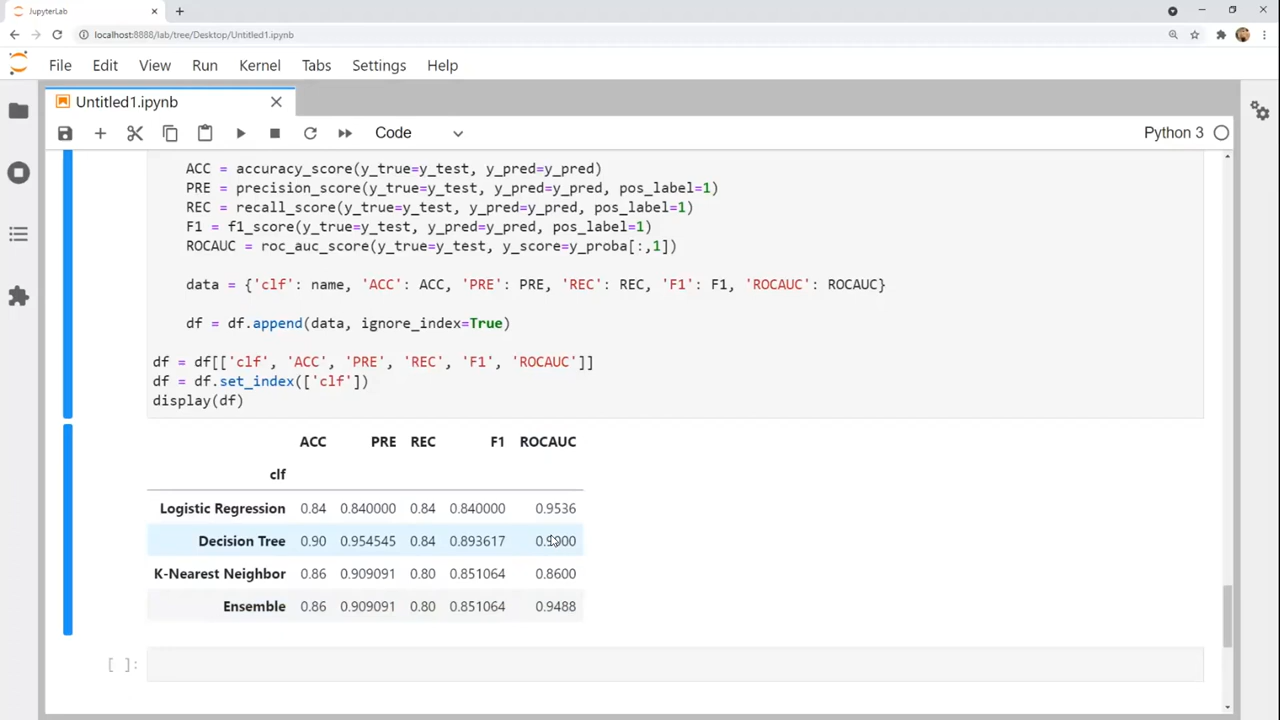 JupyterLab
localhost:8888/lab/tree/Desktop/Untitled1.ipynb
File Edit View Run Kernel Tabs Settings Help
Untitled1.ipynb
Code Python 3
ACC = accuracy_score(y_true=y_test, y_pred=y_pred)
PRE = precision_score(y_true=y_test, y_pred=y_pred, pos_label=1)
REC = recall_score(y_true=y_test, y_pred=y_pred, pos_label=1)
F1 = f1_score(y_true=y_test, y_pred=y_pred, pos_label=1)
ROCAUC = roc_auc_score(y_true=y_test, y_score=y_proba[:,1])
data = {'clf': name, 'ACC': ACC, 'PRE': PRE, 'REC': REC, 'F1': F1, 'ROCAUC': ROCAUC}
df = df.append(data, ignore_index=True)
df = df[['clf', 'ACC', 'PRE', 'REC', 'F1', 'ROCAUC']]
df = df.set_index(['clf'])
display(df)
ACC PRE REC F1 ROCAUC
clf
Logistic Regression 0.84 0.840000 0.84 0.840000 0.9536
Decision Tree 0.90 0.954545 0.84 0.893617
K-Nearest Neighbor 0.86 0.909091 0.80 0.851064 0.8600
Ensemble 0.86 0.909091 0.80 0.851064 0.9488
[ ]: